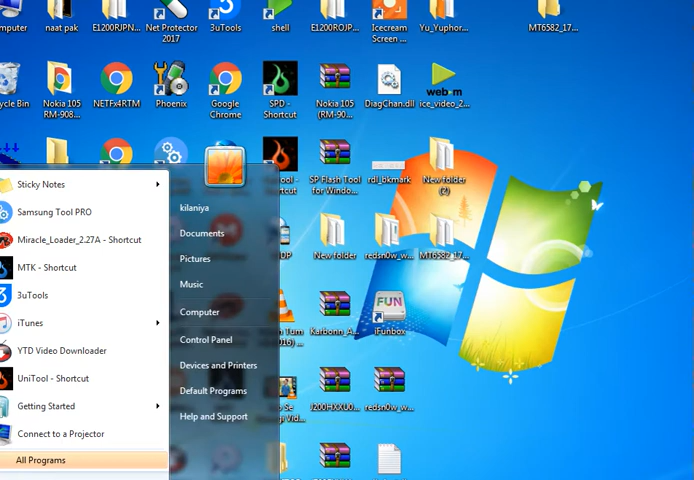 omputer
naat pak
E1200RJPN...
Net Protector
2017
3uTools
shell
E1200ROJP...
Icecream
Screen ...
Yu_Yuphor...
MT6582_17...
cycle Bin
Nokia 105
RM-908...
NETFx4RTM
Phoenix
Google
Chrome
SPD -
Shortcut
Nokia 105
(RM-90...
DiagChan.dll
web-m
ice_video_2...
Shortcut
SP Flash Tool
for Windo...
rdl_bkmark
New folder
(2)
New folder
redsn0w_w...
MT6582_17...
Karbonn_A...
FUN
iFunbox
J200HXXU0...
redsn0w_w...
Sticky Notes
Samsung Tool PRO
Miracle_Loader_2.27A - Shortcut
MTK - Shortcut
3uTools
iTunes
YTD Video Downloader
UniTool - Shortcut
Getting Started
Connect to a Projector
All Programs
kilaniya
Documents
Pictures
Music
Computer
Control Panel
Devices and Printers
Default Programs
Help and Support